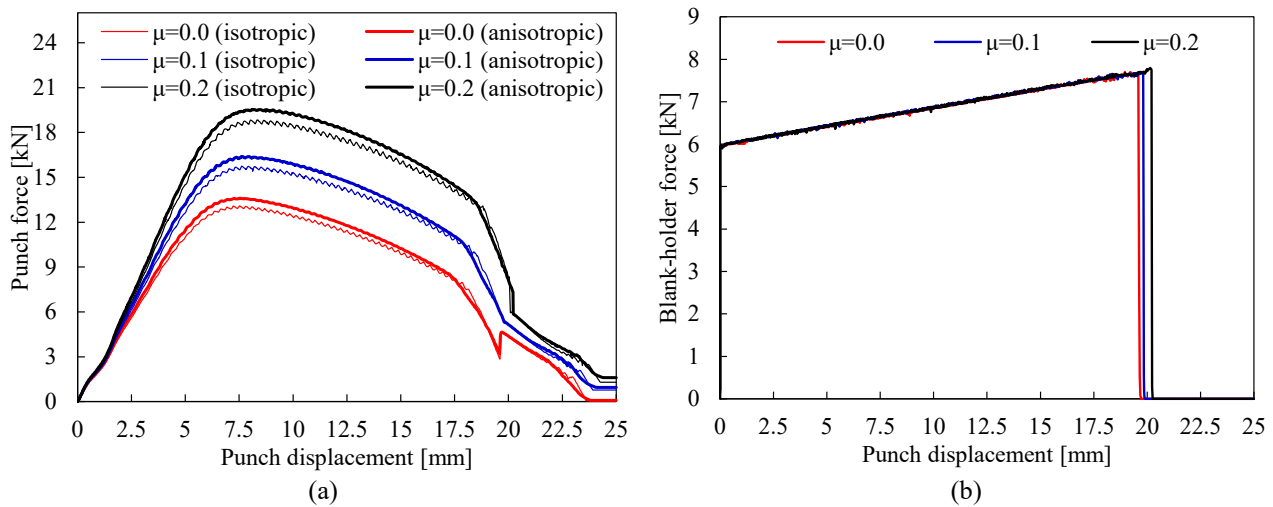 24
21
18
15
12
9
6
3
0
Punch force [kN]
μ=0.0 (isotropic)
μ=0.1 (isotropic)
μ=0.2 (isotropic)
μ=0.0 (anisotropic)
μ=0.1 (anisotropic)
μ=0.2 (anisotropic)
0 2.5 5 7.5 10 12.5 15 17.5 20 22.5 25
Punch displacement [mm]
(a)
9
8
7
6
5
4
3
2
1
0
Blank-holder force [kN]
μ=0.0 μ=0.1 μ=0.2
0 2.5 5 7.5 10 12.5 15 17.5 20 22.5 25
Punch displacement [mm]
(b)